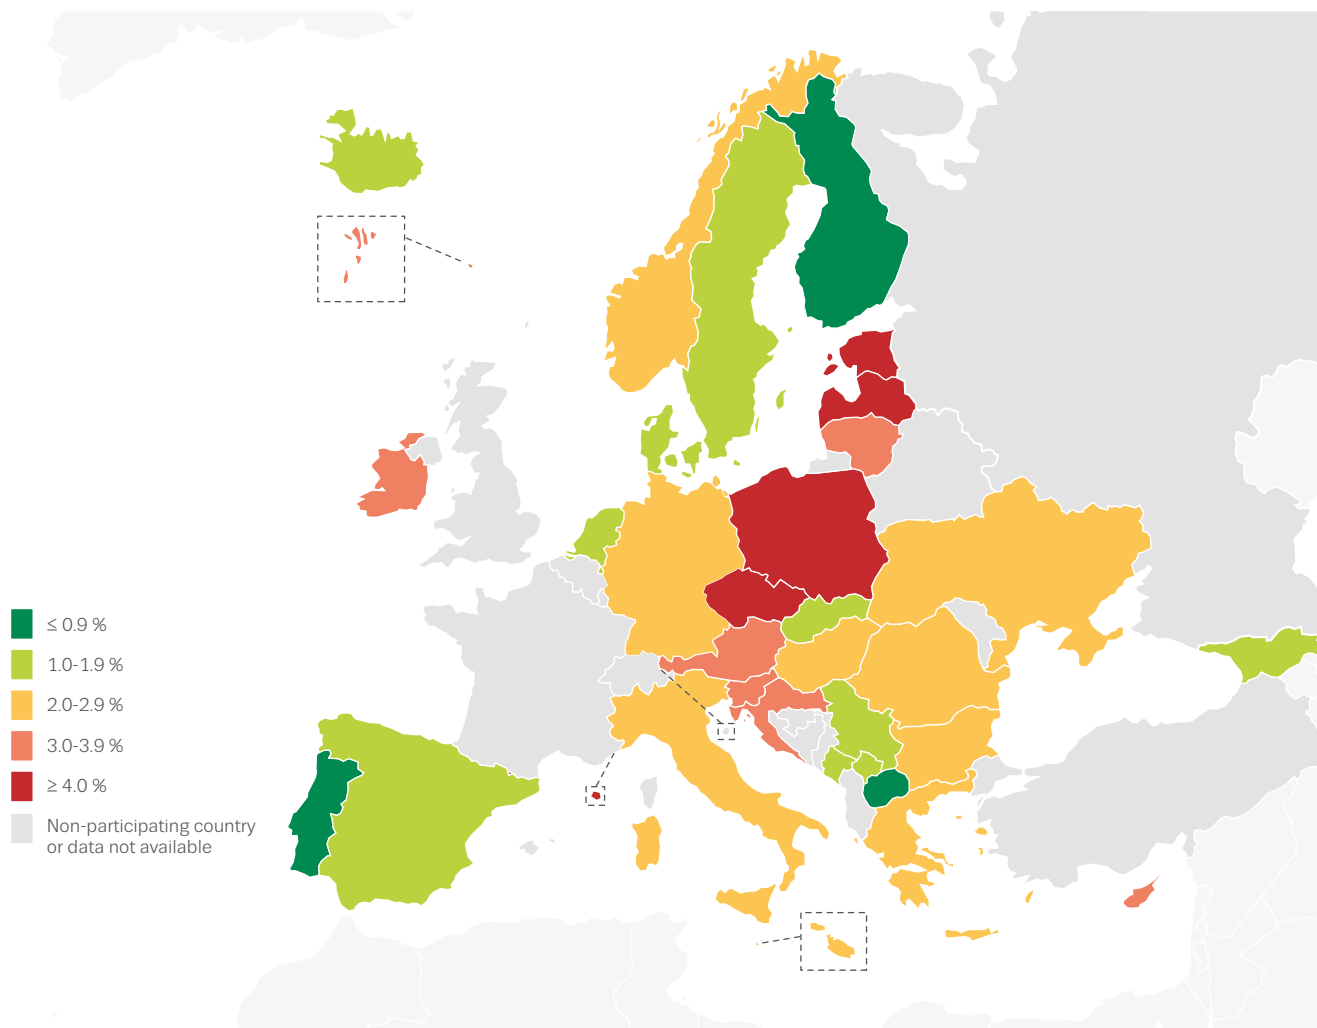 ≤ 0.9 %
1.0-1.9 %
2.0-2.9 %
3.0-3.9 %
≥ 4.0 %
Non-participating country
or data not available